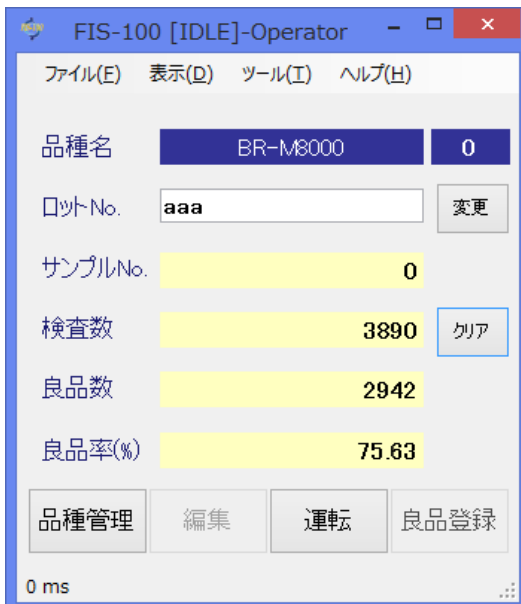 FIS-100 [IDLE]-Operator
ファイル(F) 表示(D) ツール(T) ヘルプ(H)
品種名 BR-M8000 0
ロットNo. aaa 変更
サンプルNo. 0
検査数 3890 クリア
良品数 2942
良品率(%) 75.63
品種管理 編集 運転 良品登録
0 ms